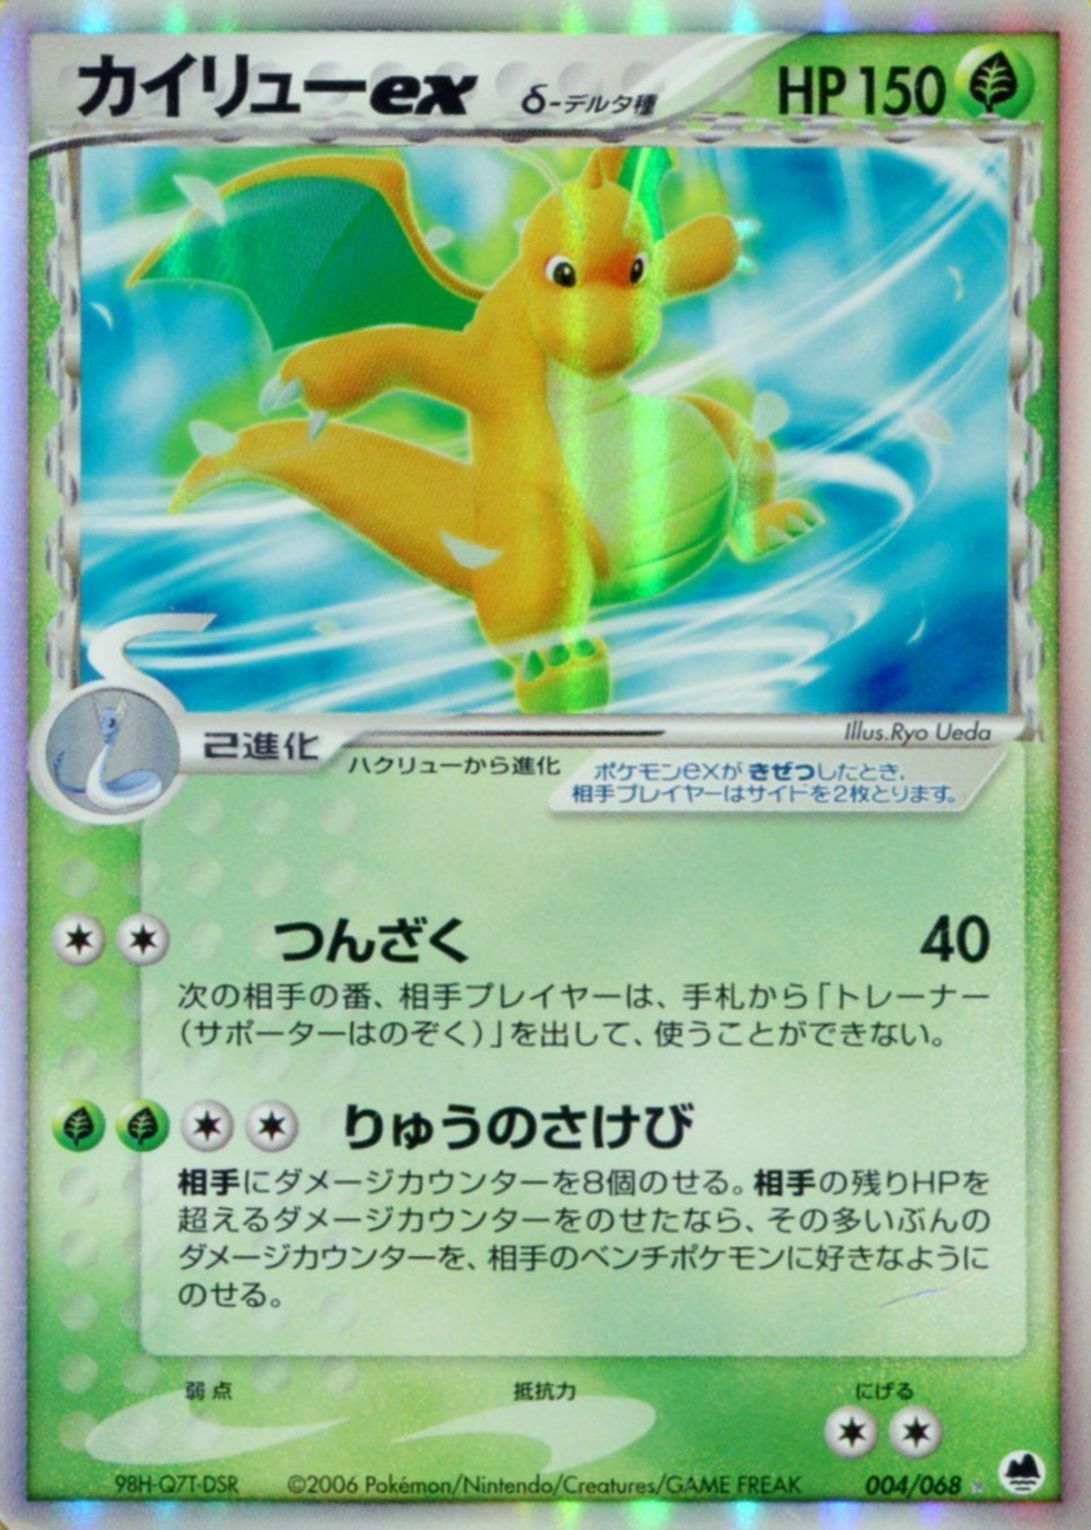 カイリューex δ-デルタ種 HP150
Illus.Ryo Ueda
2進化
ハクリューから進化
ポケモンexが きぜつしたとき、
相手プレイヤーはサイドを2枚とります。
つんざく 40
次の相手の番、相手プレイヤーは、手札から「トレーナー
(サポーターはのぞく)」を出して、使うことができない。
りゅうのさけび
相手にダメージカウンターを8個のせる。相手の残りHPを
超えるダメージカウンターをのせたなら、その多いぶんの
ダメージカウンターを、相手のベンチポケモンに好きなように
のせる。
弱点 抵抗力 にげる
98H-Q7T-DSR ©2006 Pokémon/Nintendo/Creatures/GAME FREAK 004/068